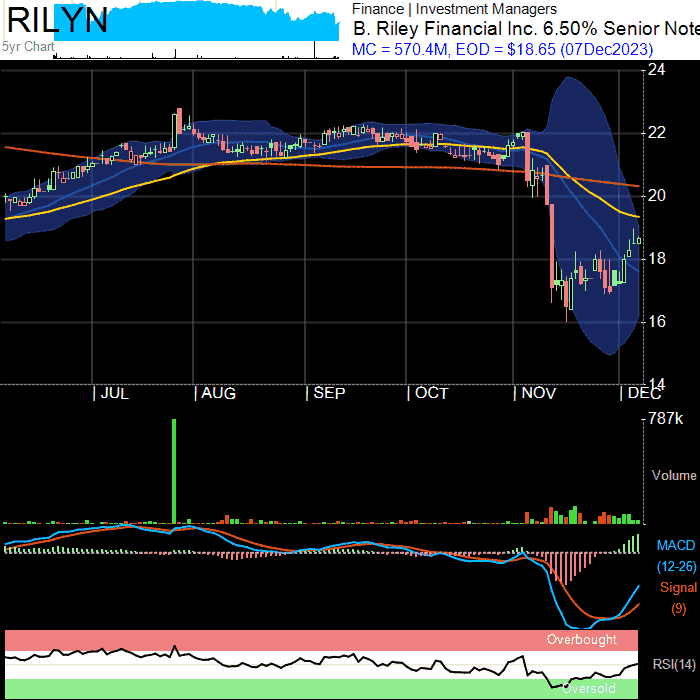 RILYN
5yr Chart
Finance | Investment Managers
B. Riley Financial Inc. 6.50% Senior Note
MC = 570.4M, EOD = $18.65 (07Dec2023)
24
22
20
18
16
14
JUL AUG SEP OCT NOV DEC
787k
Volume
MACD
(12-26)
Signal
(9)
Overbought
RSI(14)
Oversold